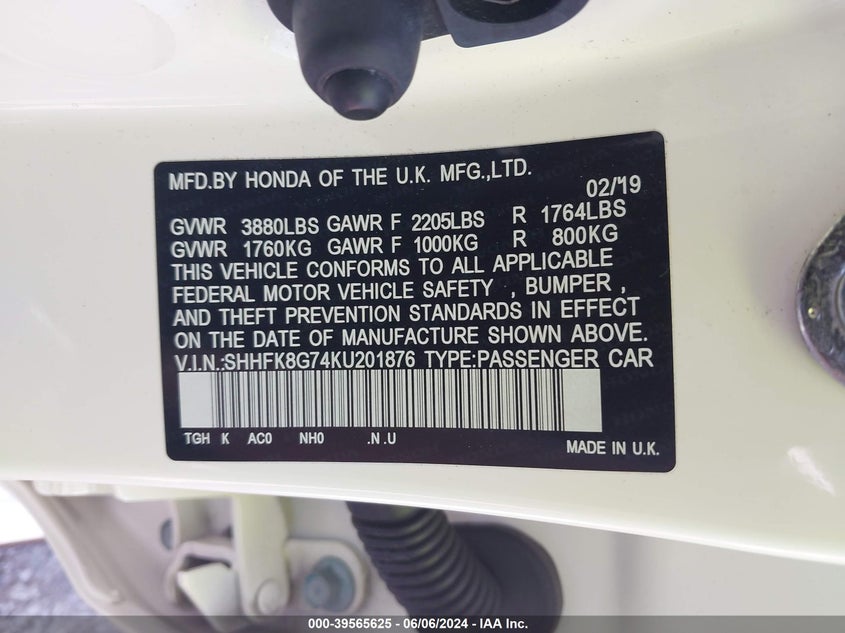 MFD.BY HONDA OF THE U.K. MFG.,LTD.
02/'19
GVWR 3880LBS GAWR F 2205LBS R 1764LBS
GVWR 1760KG GAWR F 1000KG R 800KG
THIS VEHICLE CONFORMS TO ALL APPLICABLE
FEDERAL MOTOR VEHICLE SAFETY , BUMPER ,
AND THEFT PREVENTION STANDARDS IN EFFECT
ON THE DATE OF MANUFACTURE SHOWN ABOVE.
V.I.N.:SHHFK8G74KU201876 TYPE:PASSENGER CAR
TGH K AC0 NH0 .N .U
MADE IN U.K.
000-39565625 - 06/06/2024 - IAA Inc.